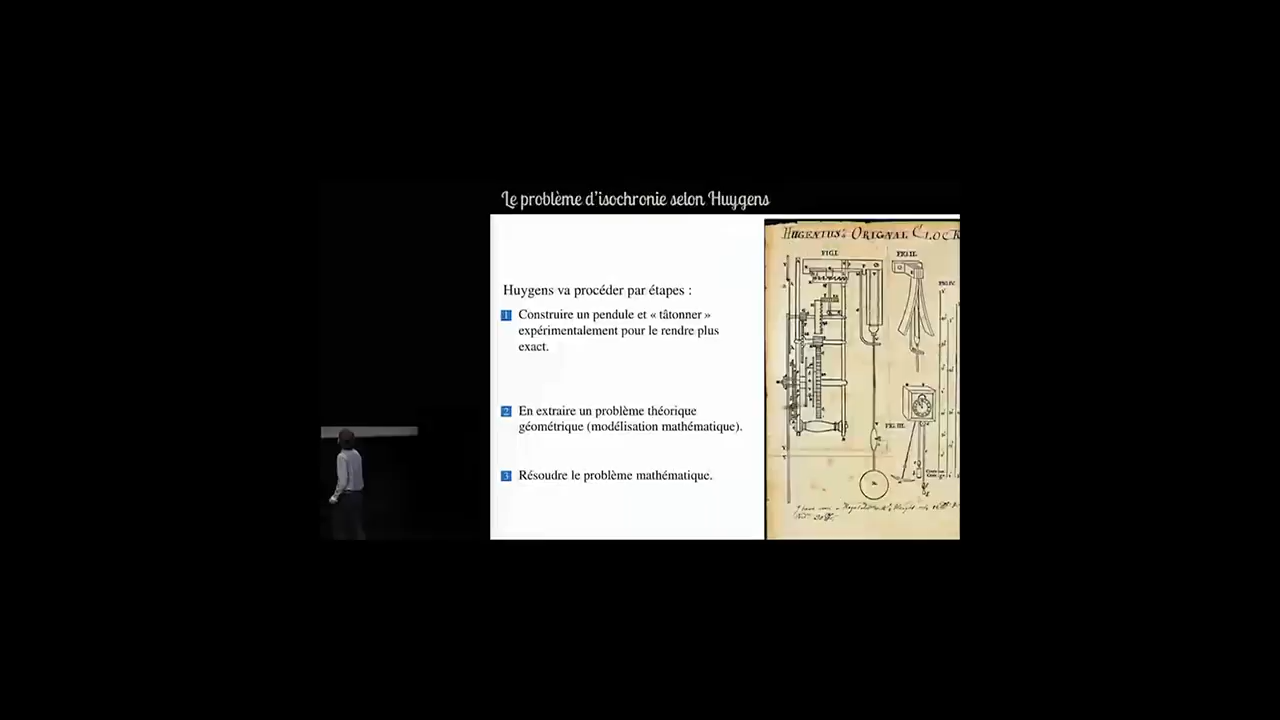 Le problème d'isochronie selon Huygens
Huygens va procéder par étapes :
1 Construire un pendule et « tâtonner »
expérimentalement pour le rendre plus
exact.
2 En extraire un problème théorique
géométrique (modélisation mathématique).
3 Résoudre le problème mathématique.
HUGENIUS's ORIGNAL CLOCK
FIG I.
FIG. II.
FIG. III.